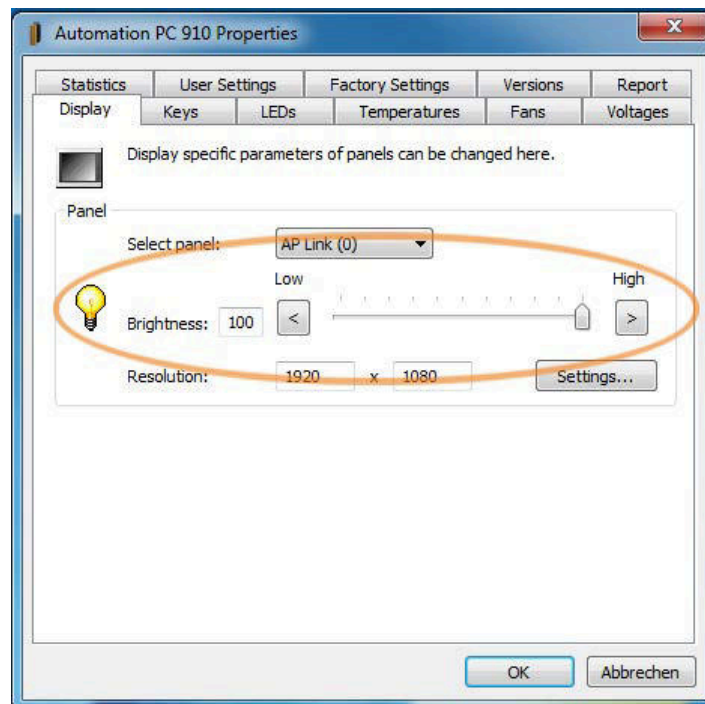 Automation PC 910 Properties
Statistics User Settings Factory Settings Versions Report
Display Keys LEDs Temperatures Fans Voltages
Display specific parameters of panels can be changed here.
Panel
Select panel: AP Link (0)
Low High
Brightness: 100 < >
Resolution: 1920 x 1080 Settings...
OK Abbrechen